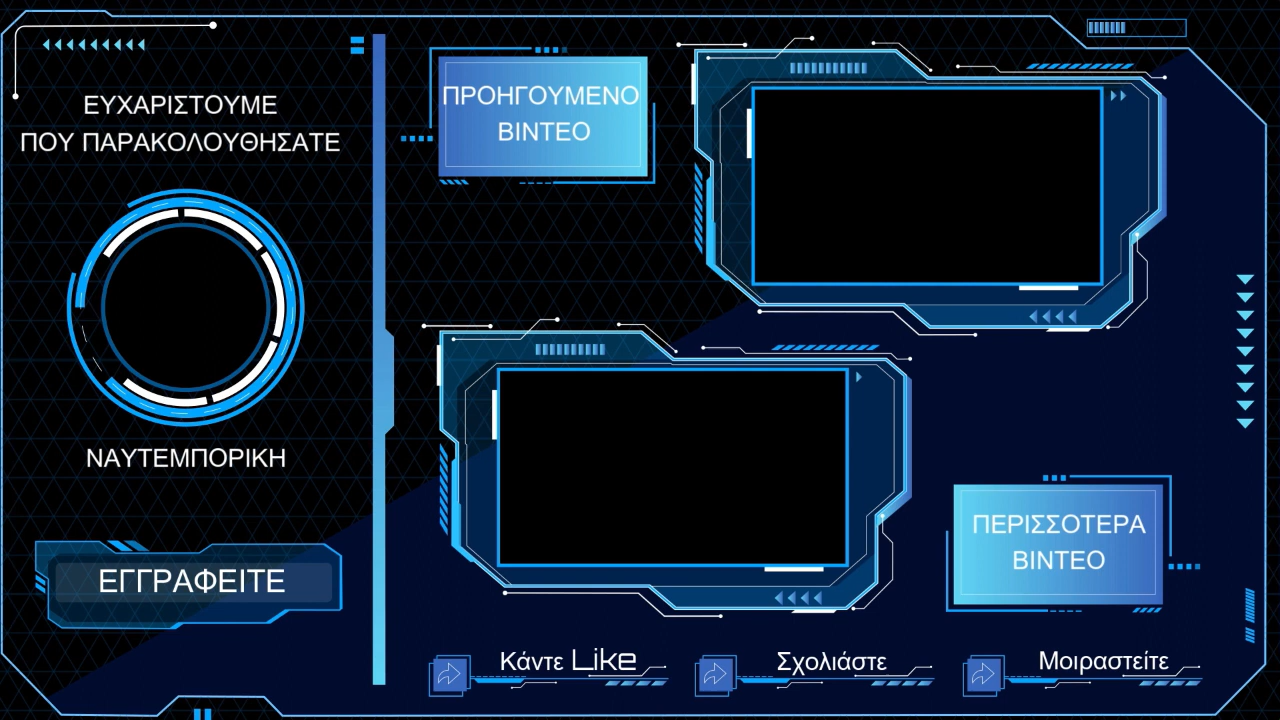 ΕΥΧΑΡΙΣΤΟΥΜΕ
ΠΟΥ ΠΑΡΑΚΟΛΟΥΘΗΣΑΤΕ
ΝΑΥΤΕΜΠΟΡΙΚΗ
ΕΓΓΡΑΦΕΙΤΕ
ΠΡΟΗΓΟΥΜΕΝΟ
ΒΙΝΤΕΟ
ΠΕΡΙΣΣΟΤΕΡΑ
ΒΙΝΤΕΟ
Κάντε Like
Σχολιάστε
Μοιραστείτε